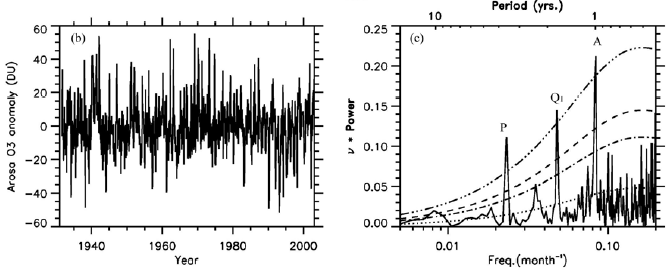 Period (yrs.)
10
1
(b)
(c)
A
Q1
P
60
40
20
0
-20
-40
-60
Aroso O3 anomaly (DU)
1940
1960
1980
2000
Year
0.25
0.20
0.15
0.10
0.05
0.00
ν * Power
0.01
0.10
Freq.(month⁻¹)